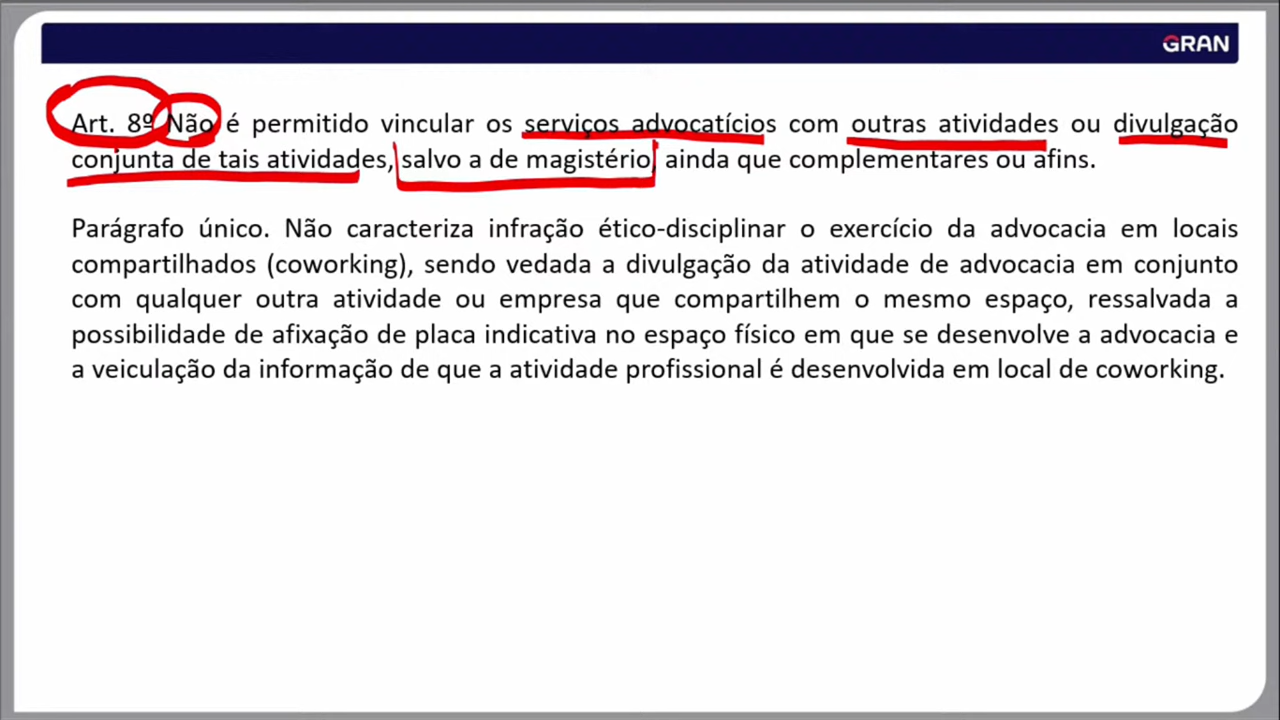 GRAN
Art. 8º Não é permitido vincular os serviços advocatícios com outras atividades ou divulgação
conjunta de tais atividades, salvo a de magistério, ainda que complementares ou afins.
Parágrafo único. Não caracteriza infração ético-disciplinar o exercício da advocacia em locais
compartilhados (coworking), sendo vedada a divulgação da atividade de advocacia em conjunto
com qualquer outra atividade ou empresa que compartilhem o mesmo espaço, ressalvada a
possibilidade de afixação de placa indicativa no espaço físico em que se desenvolve a advocacia e
a veiculação da informação de que a atividade profissional é desenvolvida em local de coworking.